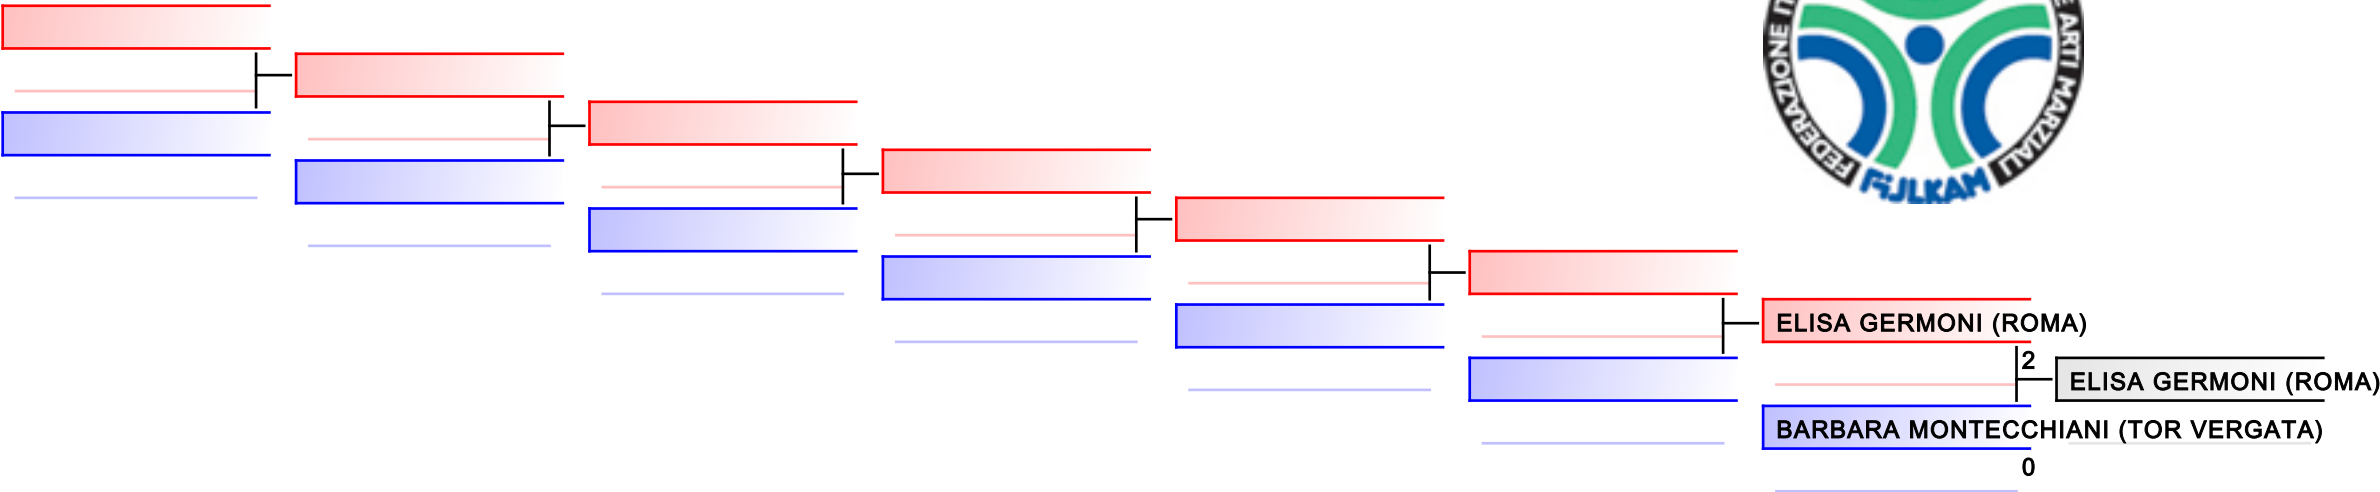 FEDERAZIONE
ARTI MARZIALI
FIJLKAM
ELISA GERMONI (ROMA)
2
ELISA GERMONI (ROMA)
BARBARA MONTECCHIANI (TOR VERGATA)
0